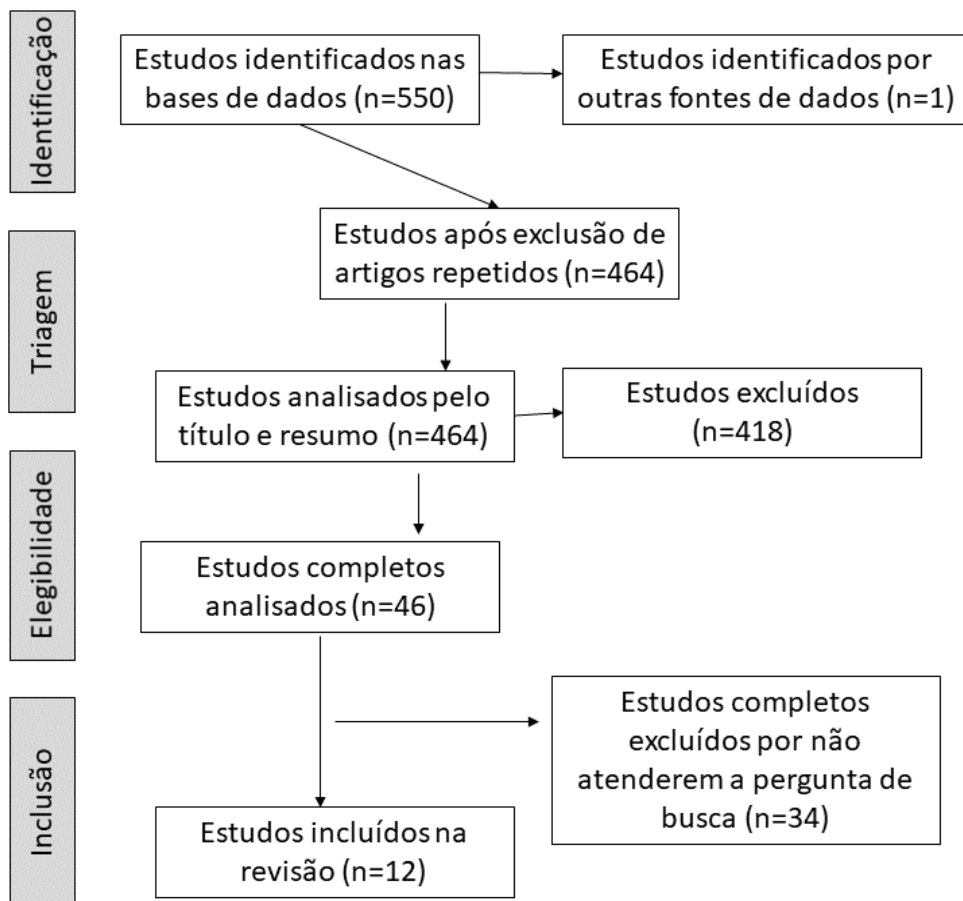 Identificação
Estudos identificados nas
bases de dados (n=550)
Estudos identificados por
outras fontes de dados (n=1)
Triagem
Estudos após exclusão de
artigos repetidos (n=464)
Estudos analisados pelo
título e resumo (n=464)
Estudos excluídos
(n=418)
Elegibilidade
Estudos completos
analisados (n=46)
Inclusão
Estudos completos
excluídos por não
atenderem a pergunta de
busca (n=34)
Estudos incluídos na
revisão (n=12)